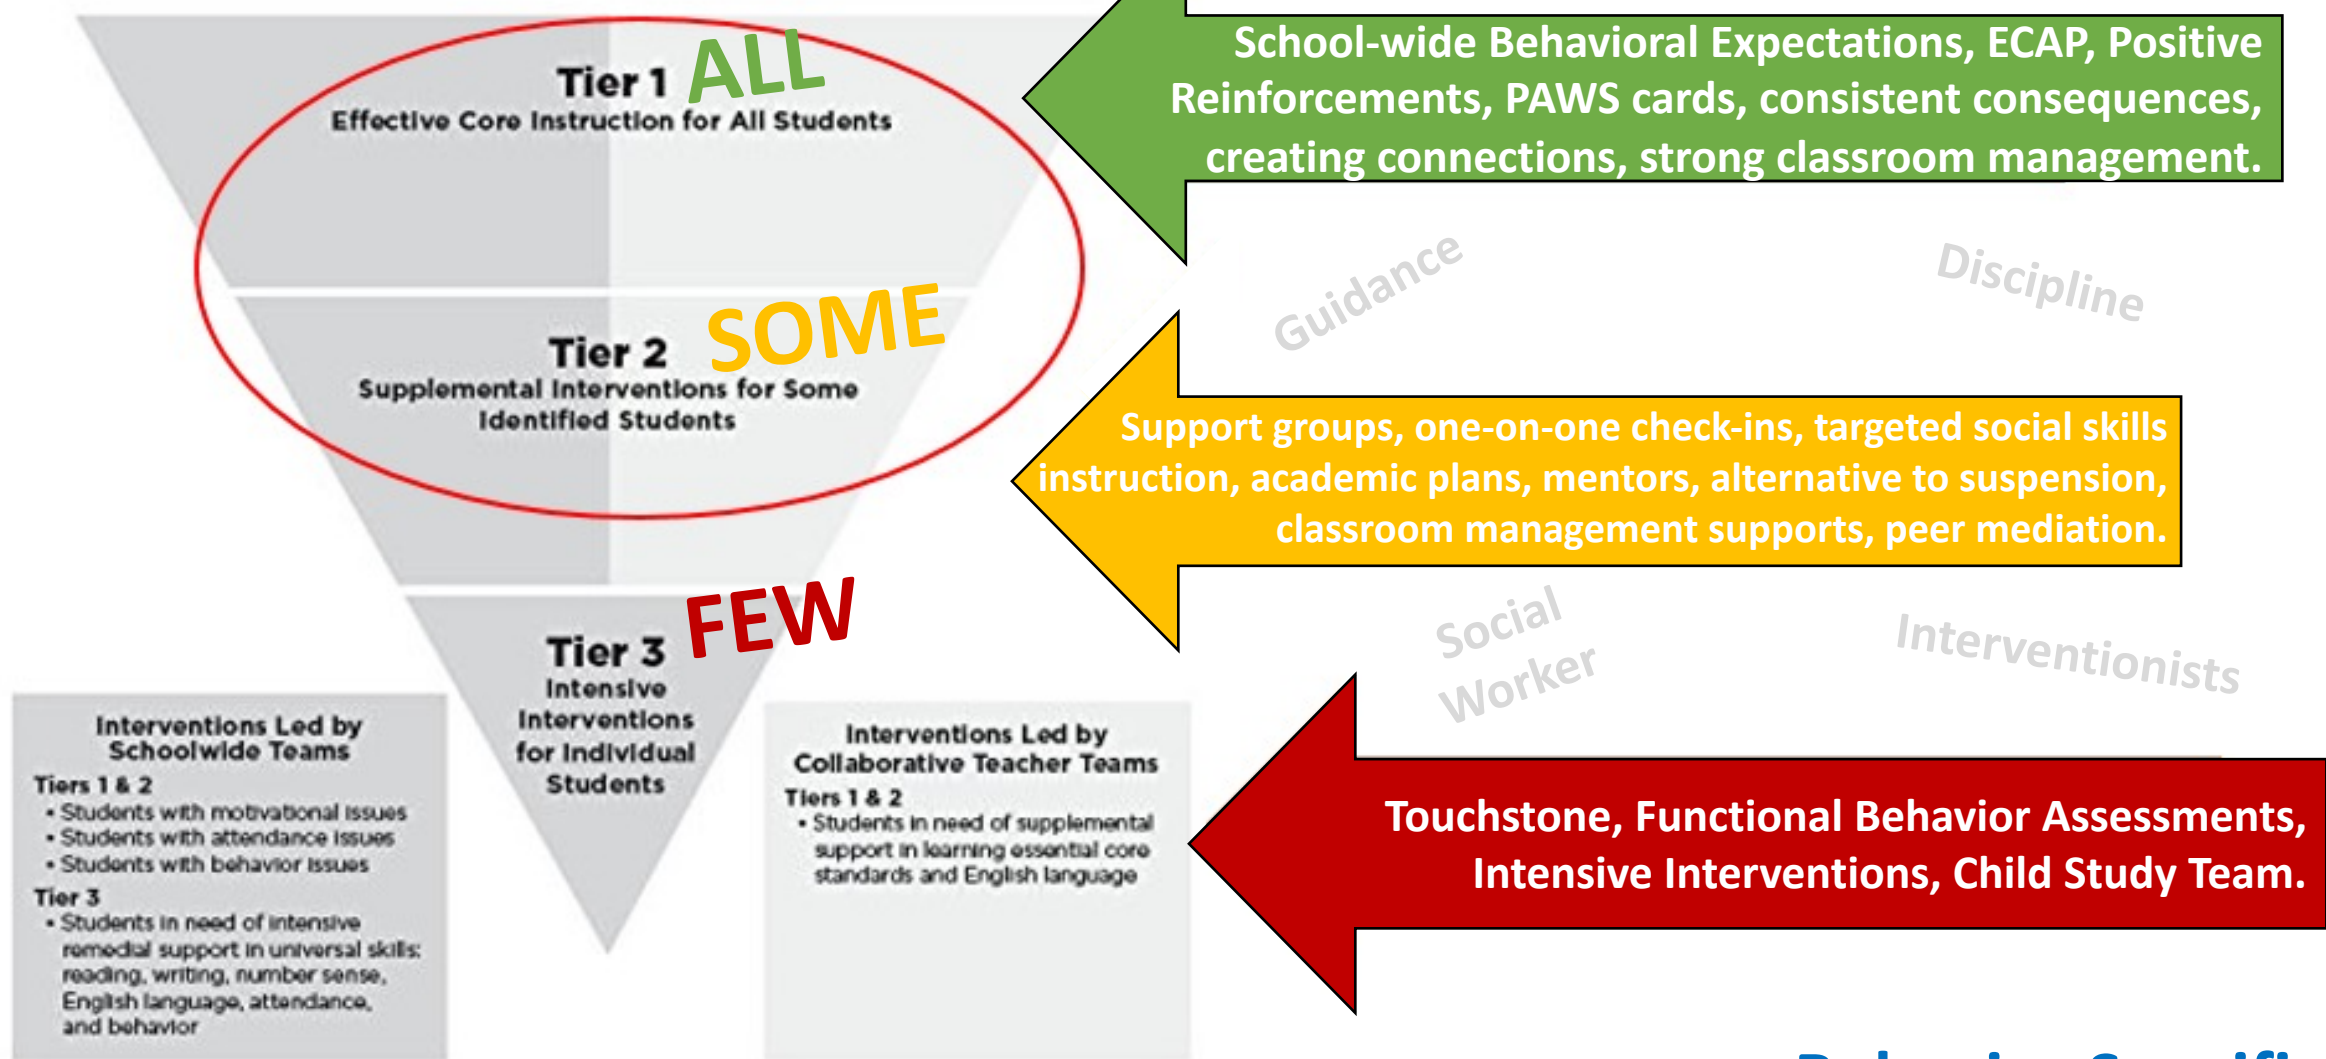 Tier 1 ALL
Effective Core Instruction for All Students
School-wide Behavioral Expectations, ECAP, Positive
Reinforcements, PAWS cards, consistent consequences,
creating connections, strong classroom management.
Guidance
Discipline
Tier 2 SOME
Supplemental Interventions for Some
Identified Students
Support groups, one-on-one check-ins, targeted social skills
instruction, academic plans, mentors, alternative to suspension,
classroom management supports, peer mediation.
Social
Worker
Interventionists
Tier 3 FEW
Intensive
Interventions
for Individual
Students
Touchstone, Functional Behavior Assessments,
Intensive Interventions, Child Study Team.
Interventions Led by
Schoolwide Teams
Tiers 1 & 2
• Students with motivational issues
• Students with attendance issues
• Students with behavior issues
Tier 3
• Students in need of intensive
remedial support in universal skills:
reading, writing, number sense,
English language, attendance,
and behavior
Interventions Led by
Collaborative Teacher Teams
Tiers 1 & 2
• Students in need of supplemental
support in learning essential core
standards and English language